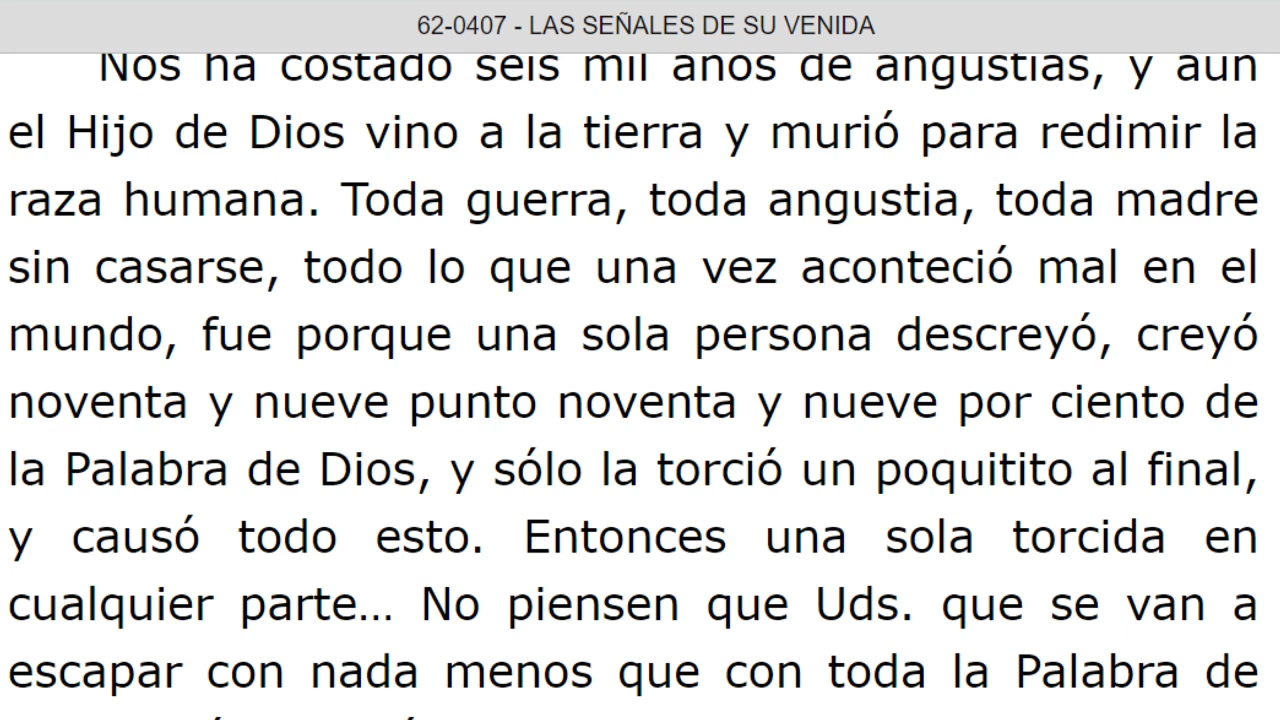 62-0407 - LAS SEÑALES DE SU VENIDA
Nos ha costado seis mil años de angustias, y aun
el Hijo de Dios vino a la tierra y murió para redimir la
raza humana. Toda guerra, toda angustia, toda madre
sin casarse, todo lo que una vez aconteció mal en el
mundo, fue porque una sola persona descreyó, creyó
noventa y nueve punto noventa y nueve por ciento de
la Palabra de Dios, y sólo la torció un poquitito al final,
y causó todo esto. Entonces una sola torcida en
cualquier parte… No piensen que Uds. que se van a
escapar con nada menos que con toda la Palabra de